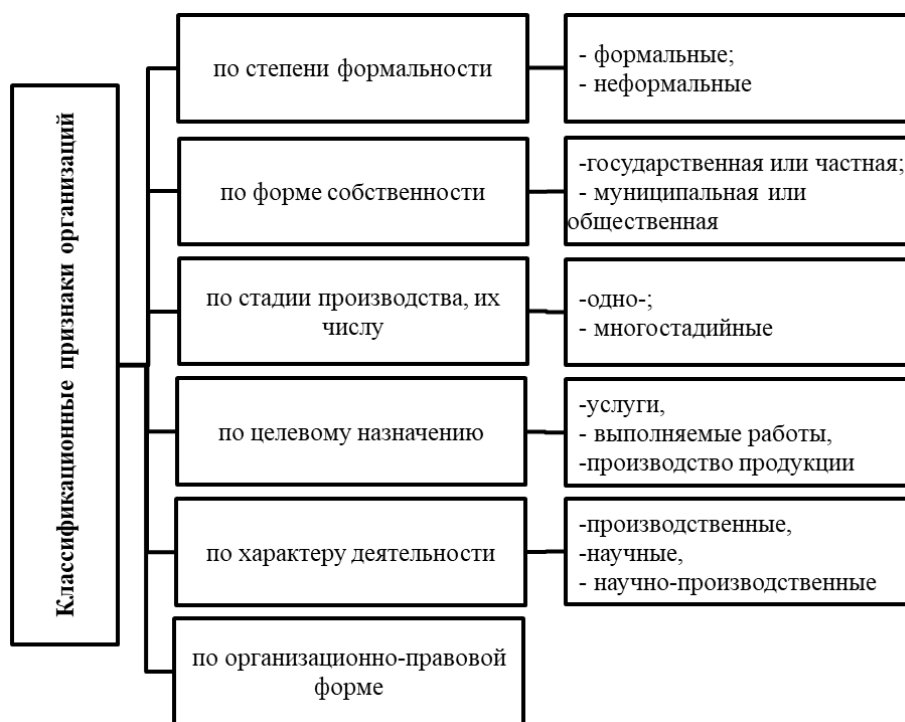 Классификационные признаки организаций
по степени формальности
- формальные;
- неформальные
по форме собственности
-государственная или частная;
- муниципальная или
общественная
по стадии производства, их
числу
-одно-;
- многостадийные
по целевому назначению
-услуги,
- выполняемые работы,
-производство продукции
по характеру деятельности
-производственные,
-научные,
- научно-производственные
по организационно-правовой
форме